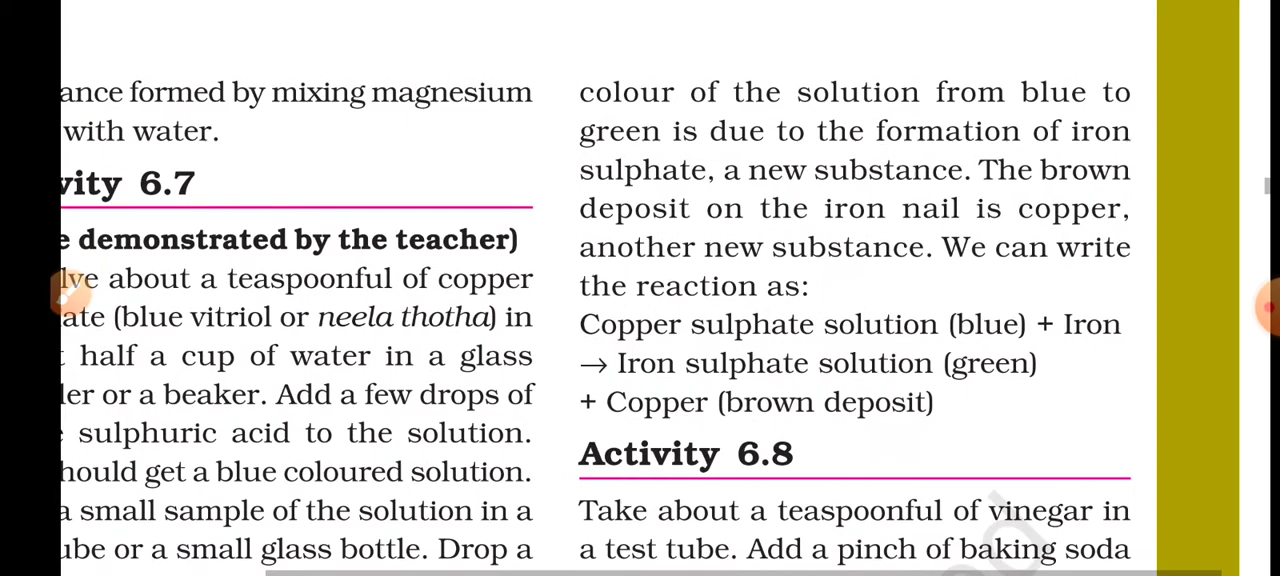 ance formed by mixing magnesium
with water.
vity 6.7
e demonstrated by the teacher)
lve about a teaspoonful of copper
ate (blue vitriol or neela thotha) in
t half a cup of water in a glass
ler or a beaker. Add a few drops of
e sulphuric acid to the solution.
hould get a blue coloured solution.
a small sample of the solution in a
ube or a small glass bottle. Drop a
colour of the solution from blue to
green is due to the formation of iron
sulphate, a new substance. The brown
deposit on the iron nail is copper,
another new substance. We can write
the reaction as:
Copper sulphate solution (blue) + Iron
→ Iron sulphate solution (green)
+ Copper (brown deposit)
Activity 6.8
Take about a teaspoonful of vinegar in
a test tube. Add a pinch of baking soda